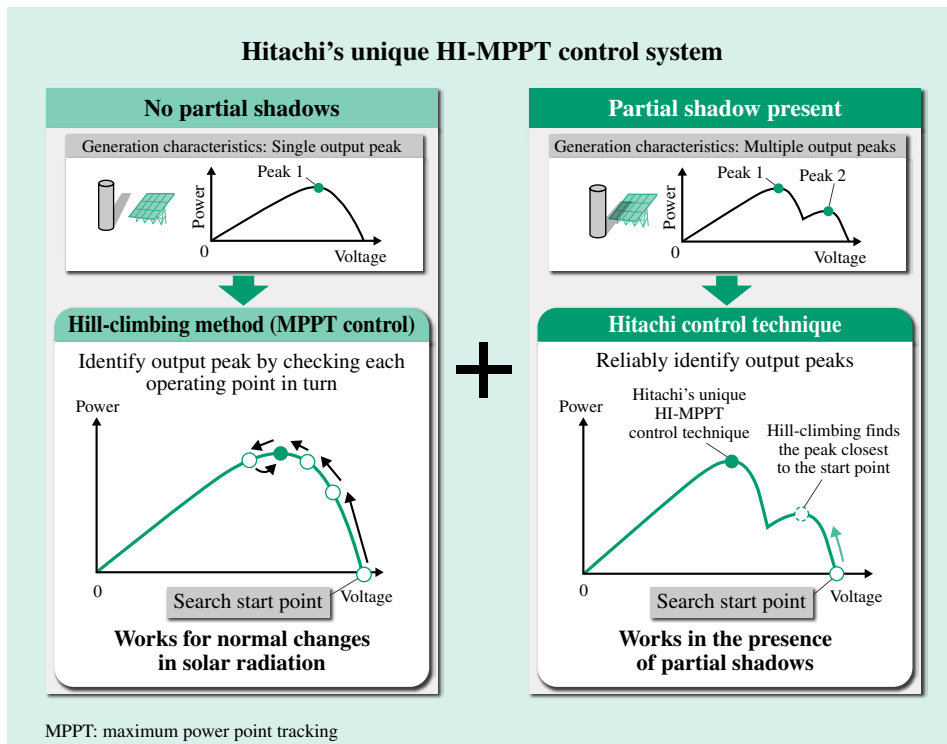 Hitachi’s unique HI-MPPT control system
No partial shadows
Generation characteristics: Single output peak
Peak 1
Power
0
Voltage
Hill-climbing method (MPPT control)
Identify output peak by checking each
operating point in turn
Power
0
Search start point
Voltage
Works for normal changes
in solar radiation
Partial shadow present
Generation characteristics: Multiple output peaks
Peak 1
Peak 2
Power
0
Voltage
Hitachi control technique
Reliably identify output peaks
Power
Hitachi’s unique
HI-MPPT
control technique
Hill-climbing finds
the peak closest
to the start point
0
Search start point
Voltage
Works in the presence
of partial shadows
MPPT: maximum power point tracking